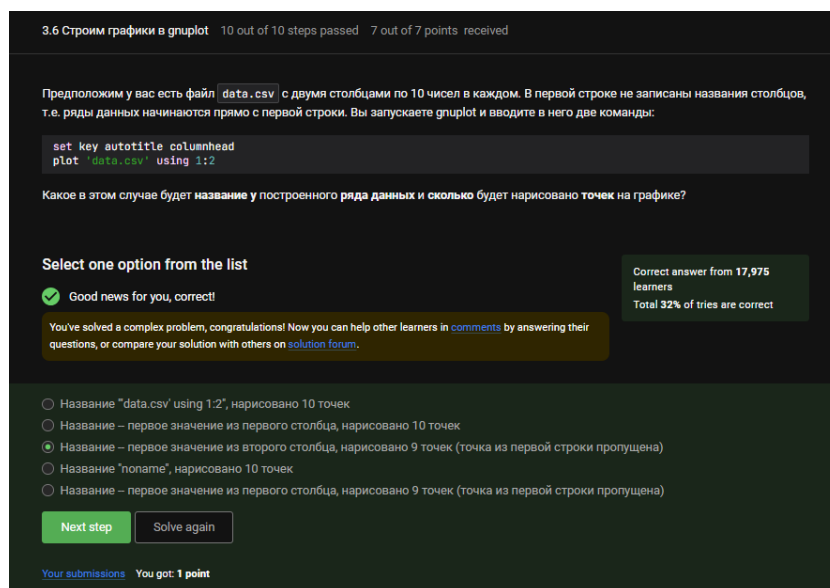 3.6 Строим графики в gnuplot 10 out of 10 steps passed 7 out of 7 points received
Предположим у вас есть файл data.csv с двумя столбцами по 10 чисел в каждом. В первой строке не записаны названия столбцов,
т.е. ряды данных начинаются прямо с первой строки. Вы запускаете gnuplot и вводите в него две команды:
set key autotitle columnhead
plot 'data.csv' using 1:2
Какое в этом случае будет название у построенного ряда данных и сколько будет нарисовано точек на графике?
Select one option from the list
Correct answer from 17,975
learners
Total 32% of tries are correct
Good news for you, correct!
You've solved a complex problem, congratulations! Now you can help other learners in comments by answering their
questions, or compare your solution with others on solution forum.
Название "'data.csv' using 1:2", нарисовано 10 точек
Название – первое значение из первого столбца, нарисовано 10 точек
Название – первое значение из второго столбца, нарисовано 9 точек (точка из первой строки пропущена)
Название "noname", нарисовано 10 точек
Название – первое значение из первого столбца, нарисовано 9 точек (точка из первой строки пропущена)
Next step Solve again
Your submissions You got: 1 point